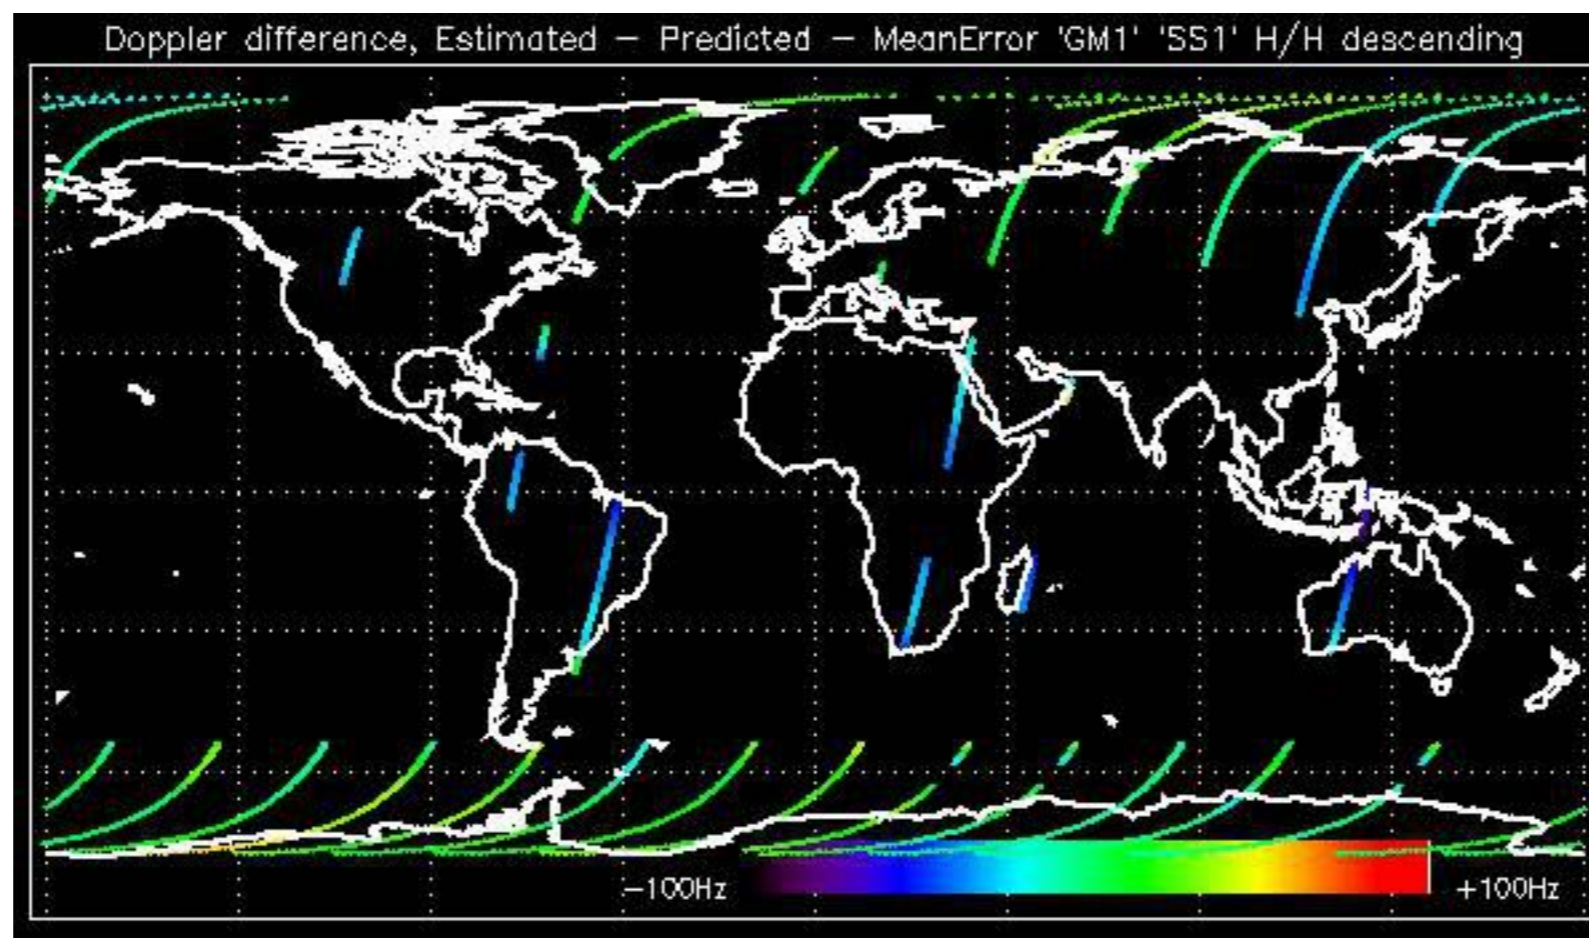 Doppler difference, Estimated – Predicted – MeanError 'GM1' 'SS1' H/H descending
–100Hz
+100Hz